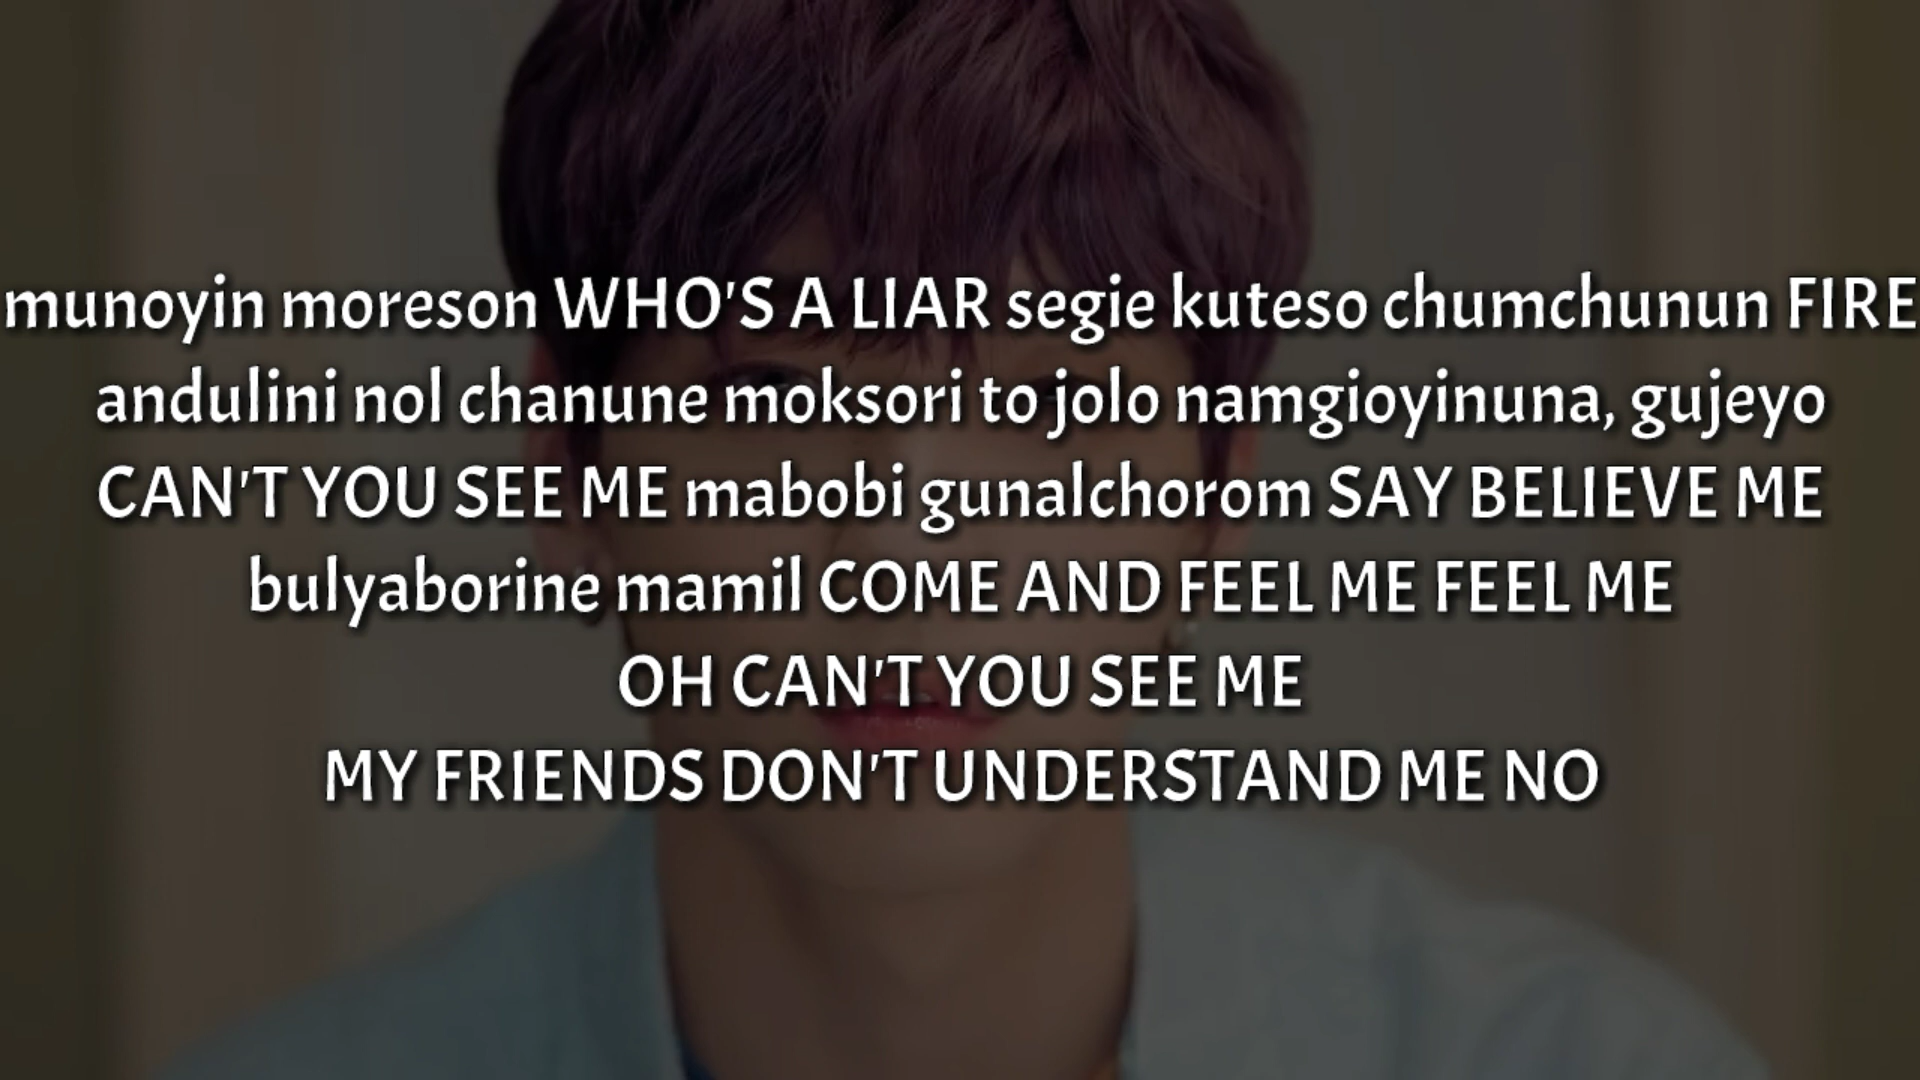 munoyin moreson WHO'S A LIAR segie kuteso chumchunun FIRE
andulini nol chanune moksori to jolo namgioyinuna, gujeyo
CAN'T YOU SEE ME mabobi gunalchorom SAY BELIEVE ME
bulyaborine mamil COME AND FEEL ME FEEL ME
OH CAN'T YOU SEE ME
MY FRIENDS DON'T UNDERSTAND ME NO